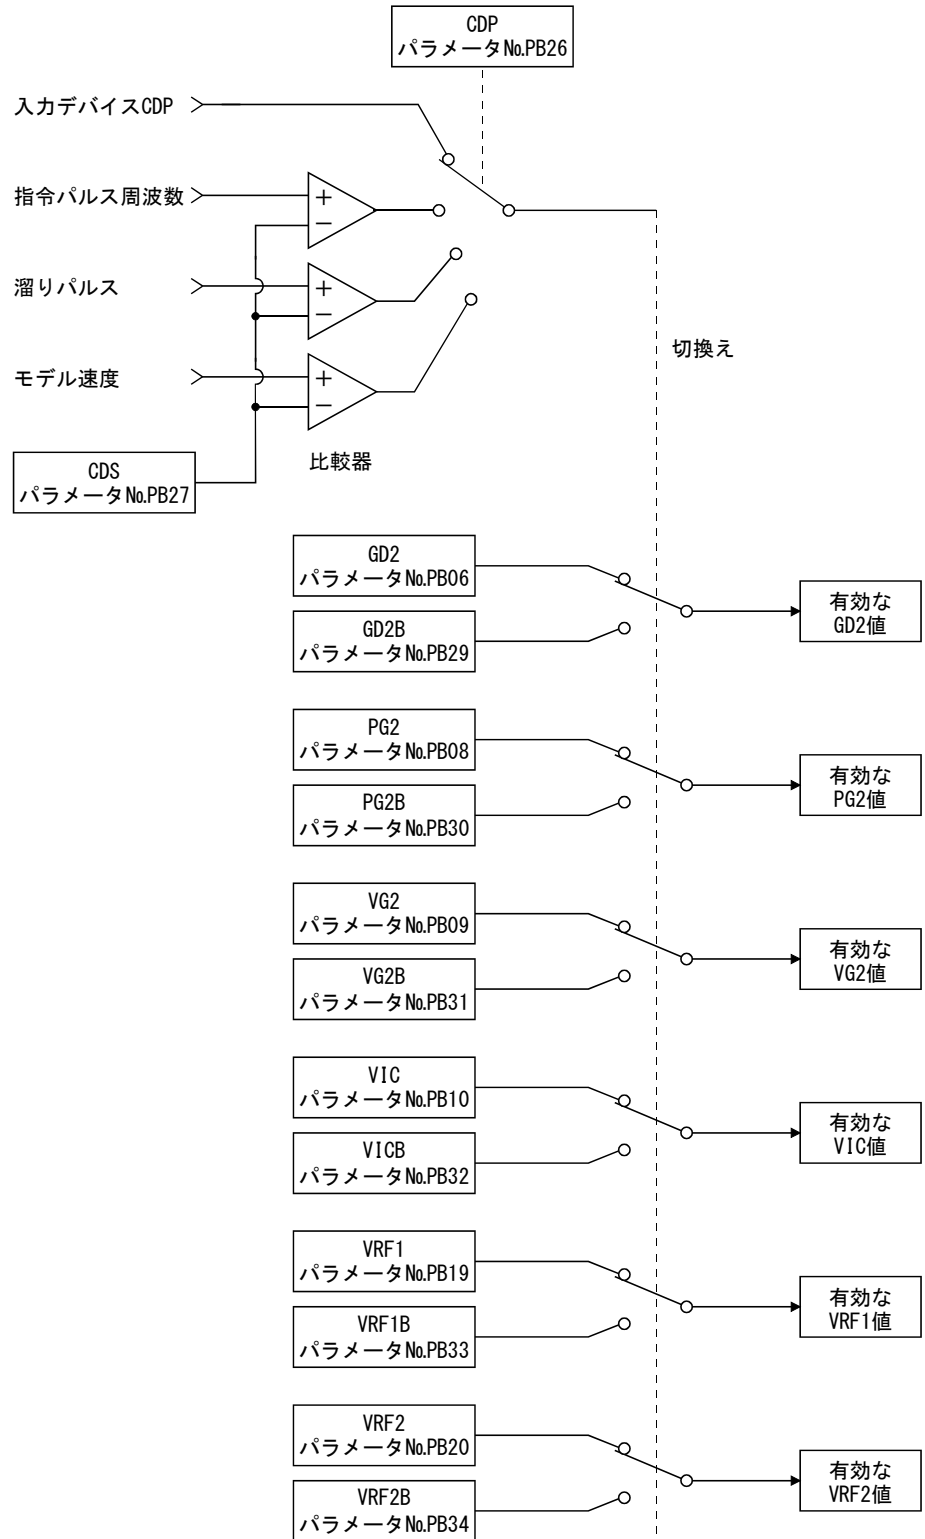 CDP
パラメータNo.PB26
入力デバイスCDP
指令パルス周波数
溜りパルス
モデル速度
切換え
比較器
CDS
パラメータNo.PB27
GD2
パラメータNo.PB06
GD2B
パラメータNo.PB29
有効な
GD2値
PG2
パラメータNo.PB08
PG2B
パラメータNo.PB30
有効な
PG2値
VG2
パラメータNo.PB09
VG2B
パラメータNo.PB31
有効な
VG2値
VIC
パラメータNo.PB10
VICB
パラメータNo.PB32
有効な
VIC値
VRF1
パラメータNo.PB19
VRF1B
パラメータNo.PB33
有効な
VRF1値
VRF2
パラメータNo.PB20
VRF2B
パラメータNo.PB34
有効な
VRF2値